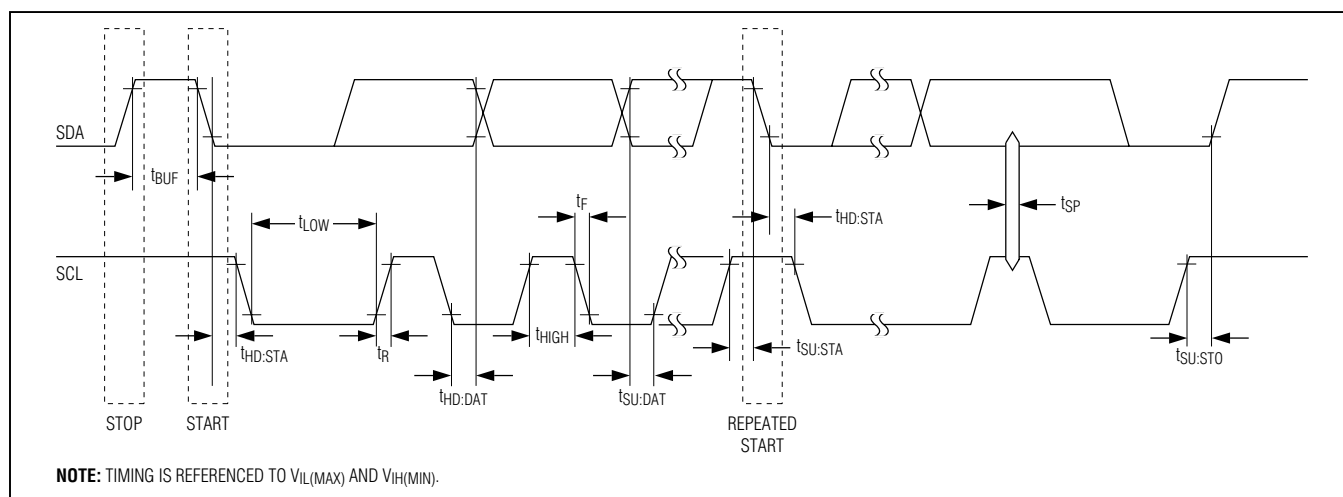 SDA
tBUF
tLOW
tF
tHD:STA
tSP
SCL
tHD:STA
tR
tHIGH
tSU:STA
tSU:STO
tHD:DAT
tSU:DAT
STOP
START
REPEATED
START
NOTE: TIMING IS REFERENCED TO VIL(MAX) AND VIH(MIN).